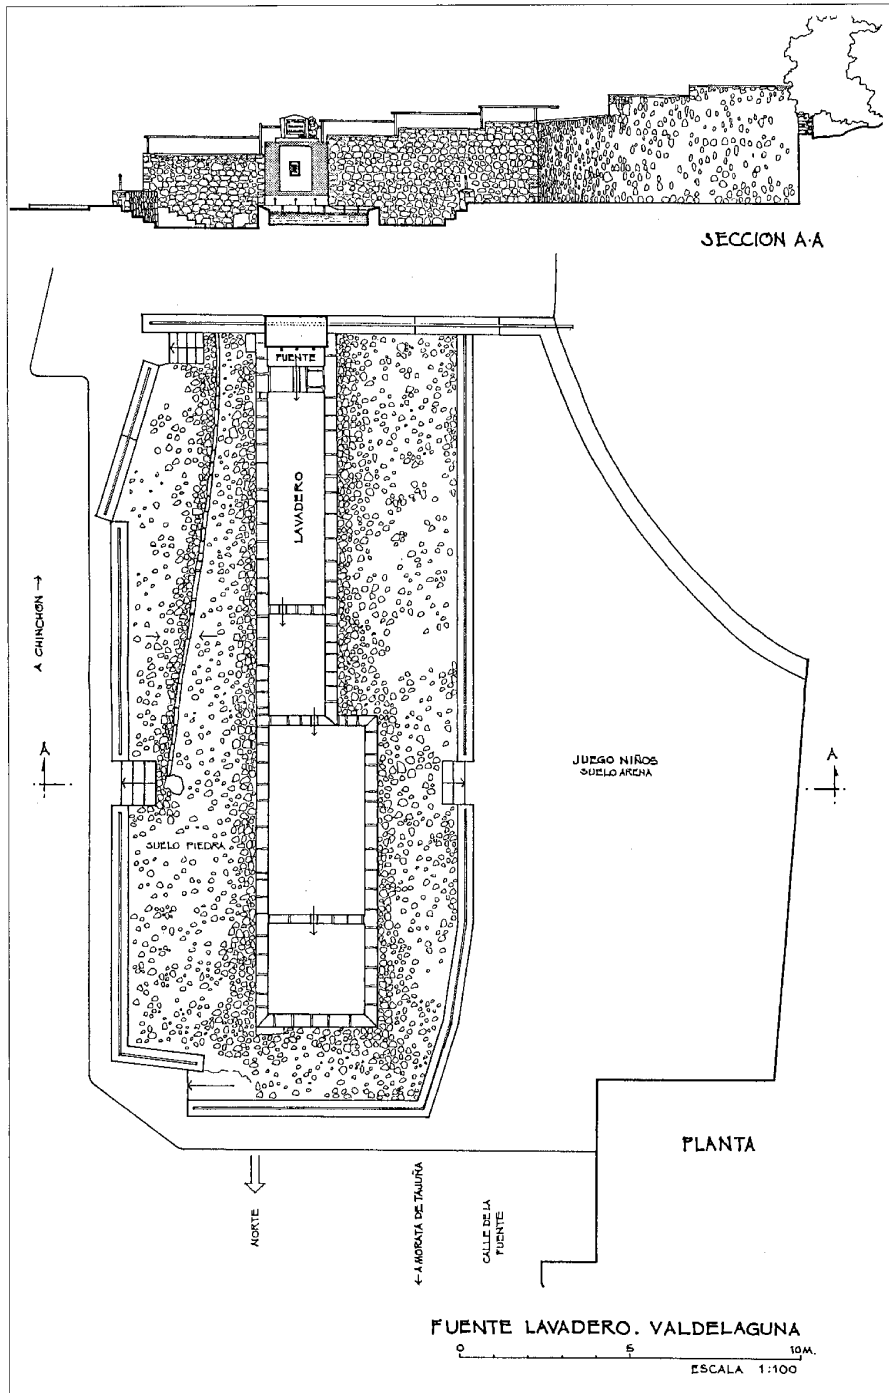 SECCION A-A
FUENTE
LAVADERO
A CHINCHÓN →
A
A
JUEGO NIÑOS
SUELO ARENA
SUELO PIEDRA
PLANTA
NORTE
← A MORATA DE TAJUÑA
CALLE DE LA
FUENTE
FUENTE LAVADERO. VALDELAGUNA
0 5 10M.
ESCALA 1:100